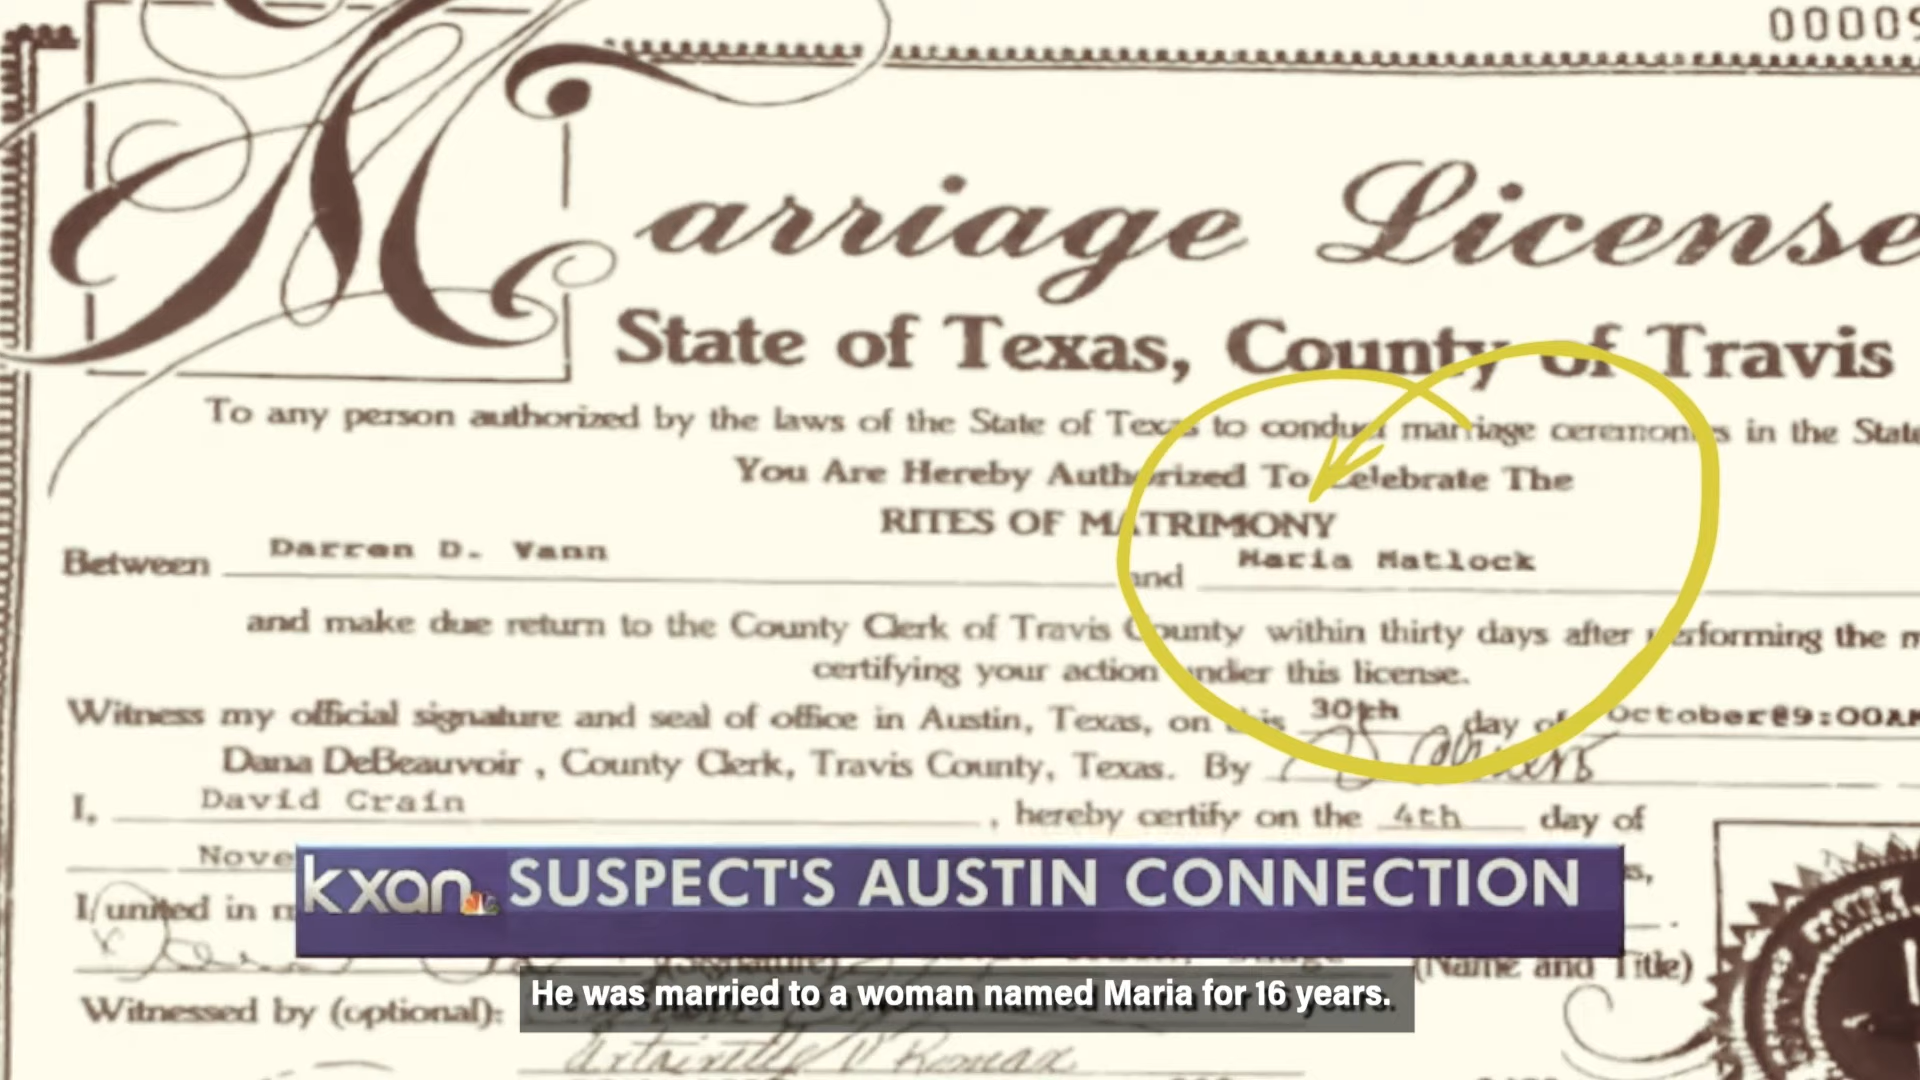 00009
Marriage License
State of Texas, County of Travis
To any person authorized by the laws of the State of Texas to conduct marriage ceremonies in the State
You Are Hereby Authorized To Celebrate The
RITES OF MATRIMONY
Between Darren D. Vann and Maria Matlock
and make due return to the County Clerk of Travis County within thirty days after performing the m
certifying your action under this license.
Witness my official signature and seal of office in Austin, Texas, on this 30th day of October@9:00AM
Dana DeBeauvoir, County Clerk, Travis County, Texas. By
I, David Crain, hereby certify on the 4th day of
Nove
kxan SUSPECT'S AUSTIN CONNECTION
I united in
(Signature) (Name and Title)
He was married to a woman named Maria for 16 years.
Witnessed by (optional):